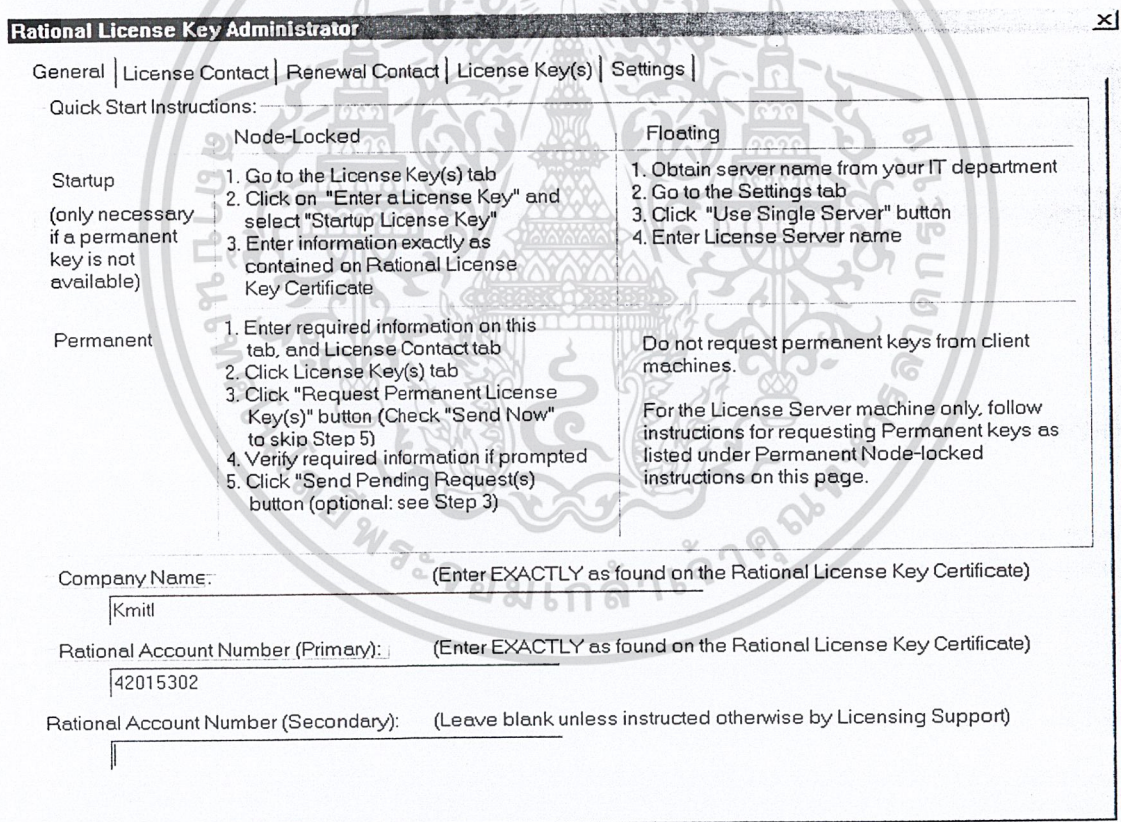 Rational License Key Administrator
General | License Contact | Renewal Contact | License Key(s) | Settings
Quick Start Instructions:
Node-Locked
Floating
Startup
(only necessary
if a permanent
key is not
available)
1. Go to the License Key(s) tab
2. Click on "Enter a License Key" and
select "Startup License Key"
3. Enter information exactly as
contained on Rational License
Key Certificate
1. Obtain server name from your IT department
2. Go to the Settings tab
3. Click "Use Single Server" button
4. Enter License Server name
Permanent
1. Enter required information on this
tab, and License Contact tab
2. Click License Key(s) tab
3. Click "Request Permanent License
Key(s)" button (Check "Send Now"
to skip Step 5)
4. Verify required information if prompted
5. Click "Send Pending Request(s)
button (optional: see Step 3)
Do not request permanent keys from client
machines.
For the License Server machine only, follow
instructions for requesting Permanent keys as
listed under Permanent Node-locked
instructions on this page.
Company Name: (Enter EXACTLY as found on the Rational License Key Certificate)
Kmitl
Rational Account Number (Primary): (Enter EXACTLY as found on the Rational License Key Certificate)
42015302
Rational Account Number (Secondary): (Leave blank unless instructed otherwise by Licensing Support)